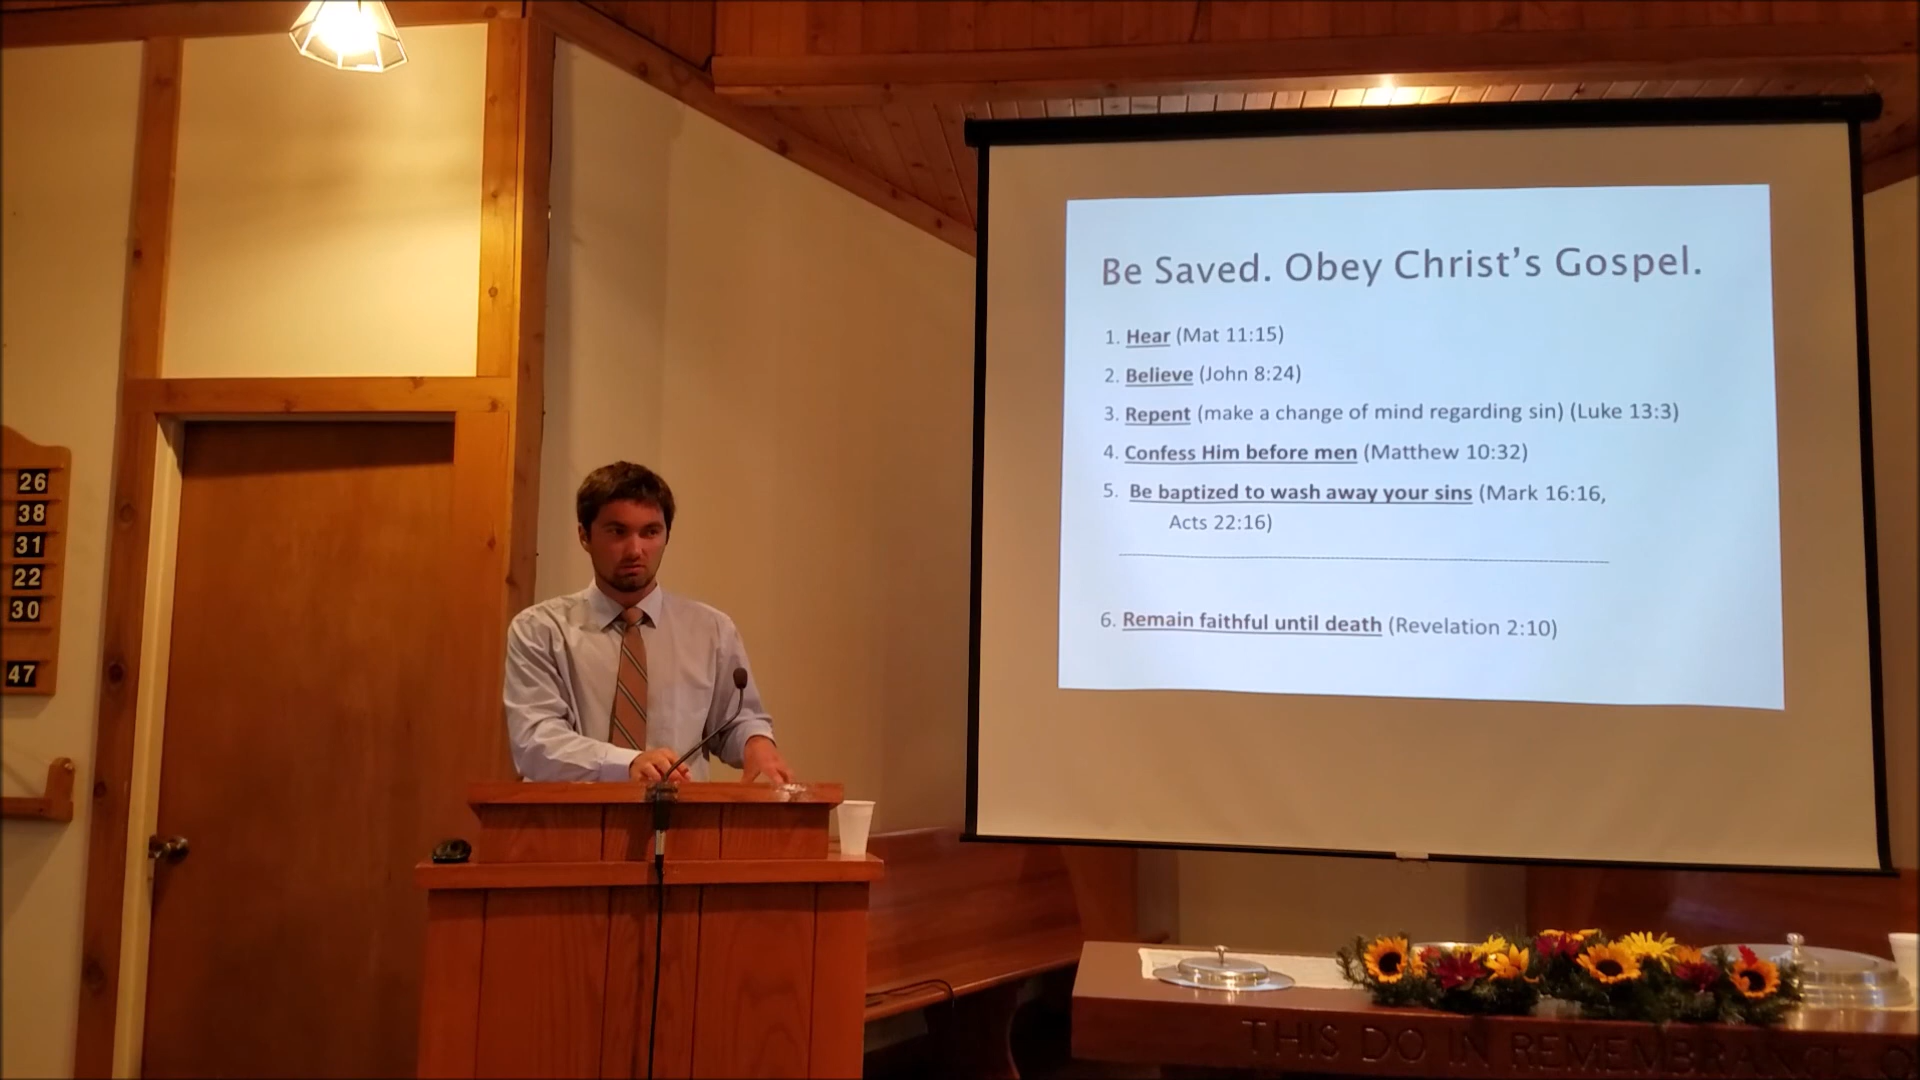 26
38
31
22
30
47
Be Saved. Obey Christ's Gospel.
1. Hear (Mat 11:15)
2. Believe (John 8:24)
3. Repent (make a change of mind regarding sin) (Luke 13:3)
4. Confess Him before men (Matthew 10:32)
5. Be baptized to wash away your sins (Mark 16:16,
Acts 22:16)
6. Remain faithful until death (Revelation 2:10)
THIS DO IN REMEMBRANCE O